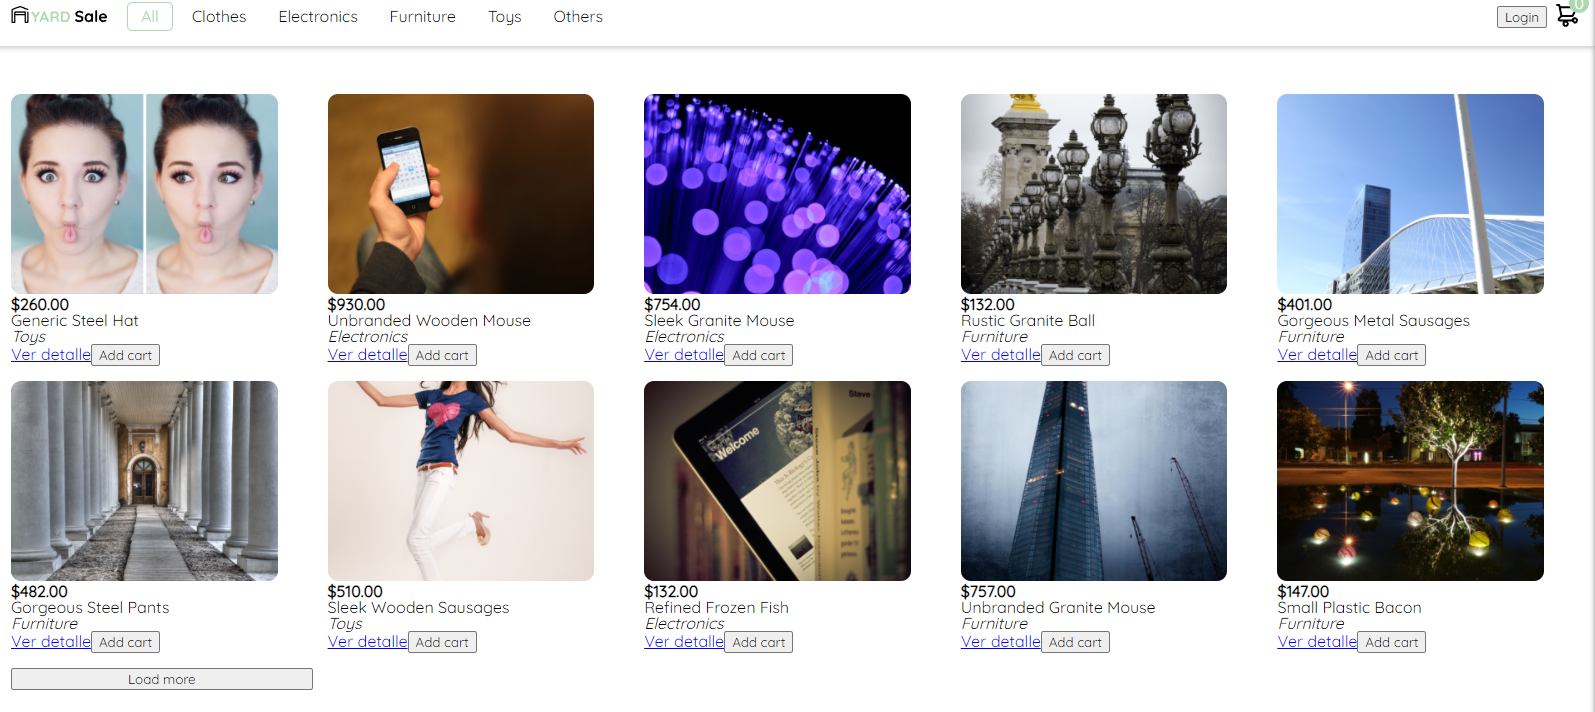 YARD Sale All Clothes Electronics Furniture Toys Others Login 0
Welcome
Steve
$260.00 $930.00 $754.00 $132.00 $401.00
Generic Steel Hat Unbranded Wooden Mouse Sleek Granite Mouse Rustic Granite Ball Gorgeous Metal Sausages
Toys Electronics Electronics Furniture Furniture
Ver detalle Add cart Ver detalle Add cart Ver detalle Add cart Ver detalle Add cart Ver detalle Add cart
$482.00 $510.00 $132.00 $757.00 $147.00
Gorgeous Steel Pants Sleek Wooden Sausages Refined Frozen Fish Unbranded Granite Mouse Small Plastic Bacon
Furniture Toys Electronics Furniture Furniture
Ver detalle Add cart Ver detalle Add cart Ver detalle Add cart Ver detalle Add cart Ver detalle Add cart
Load more